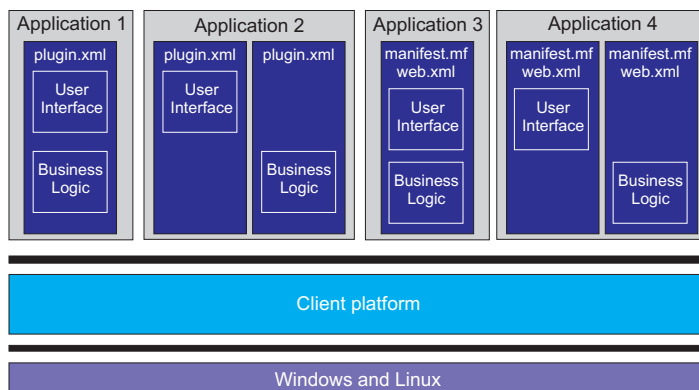 Application 1
plugin.xml
User
Interface
Business
Logic
Application 2
plugin.xml
User
Interface
plugin.xml
Business
Logic
Application 3
manifest.mf
web.xml
User
Interface
Business
Logic
Application 4
manifest.mf
web.xml
User
Interface
manifest.mf
web.xml
Business
Logic
Client platform
Windows and Linux